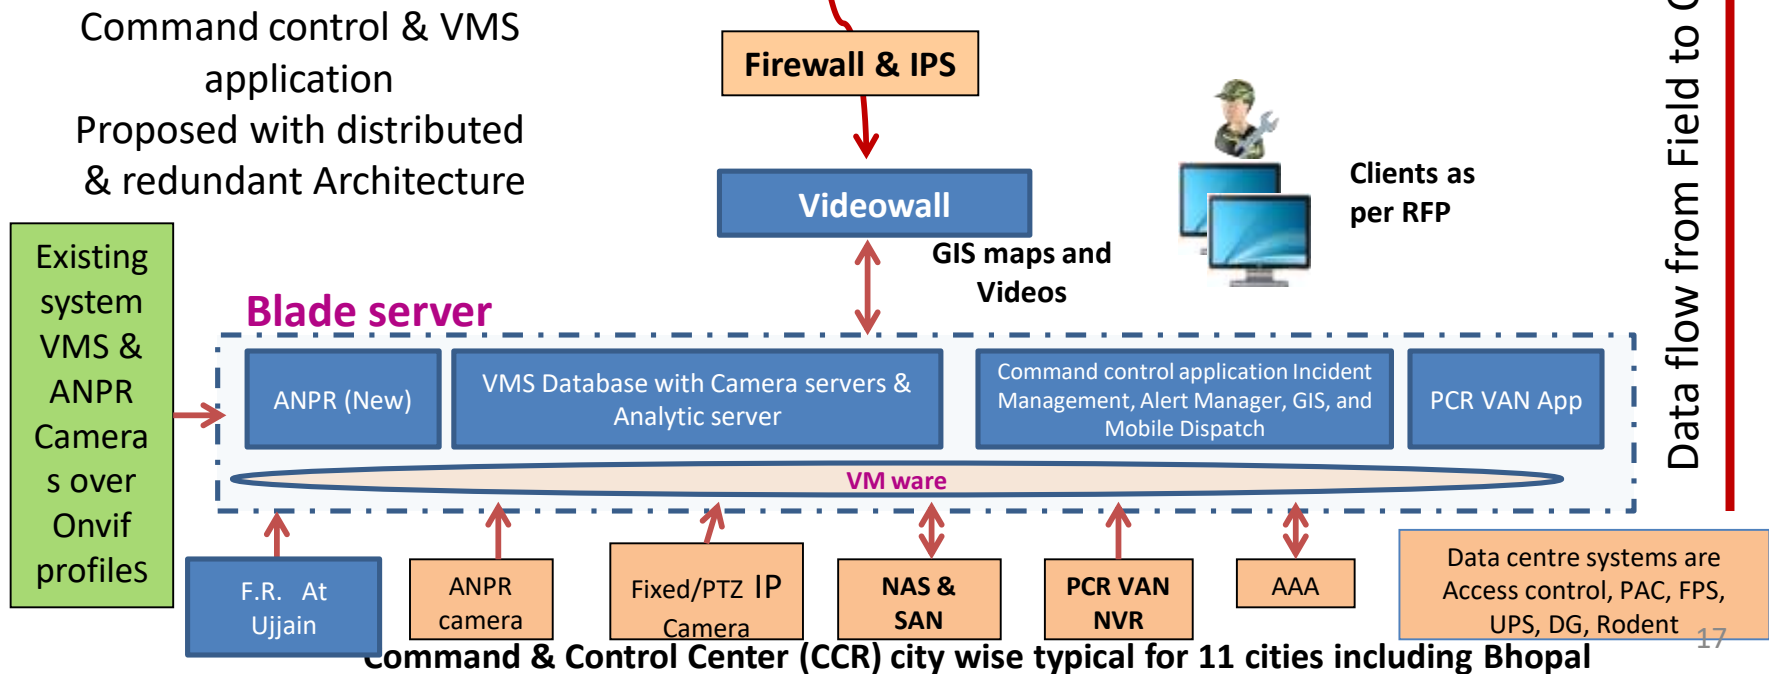 Command control & VMS
application
Proposed with distributed
& redundant Architecture
Firewall & IPS
Videowall
Clients as
per RFP
GIS maps and
Videos
Existing
system
VMS &
ANPR
Camera
s over
Onvif
profiles
Blade server
ANPR (New)
VMS Database with Camera servers &
Analytic server
Command control application Incident
Management, Alert Manager, GIS, and
Mobile Dispatch
PCR VAN App
VM ware
F.R. At
Ujjain
ANPR
camera
Fixed/PTZ IP
Camera
NAS &
SAN
PCR VAN
NVR
AAA
Data centre systems are
Access control, PAC, FPS,
UPS, DG, Rodent
Command & Control Center (CCR) city wise typical for 11 cities including Bhopal
17
Data flow from Field to